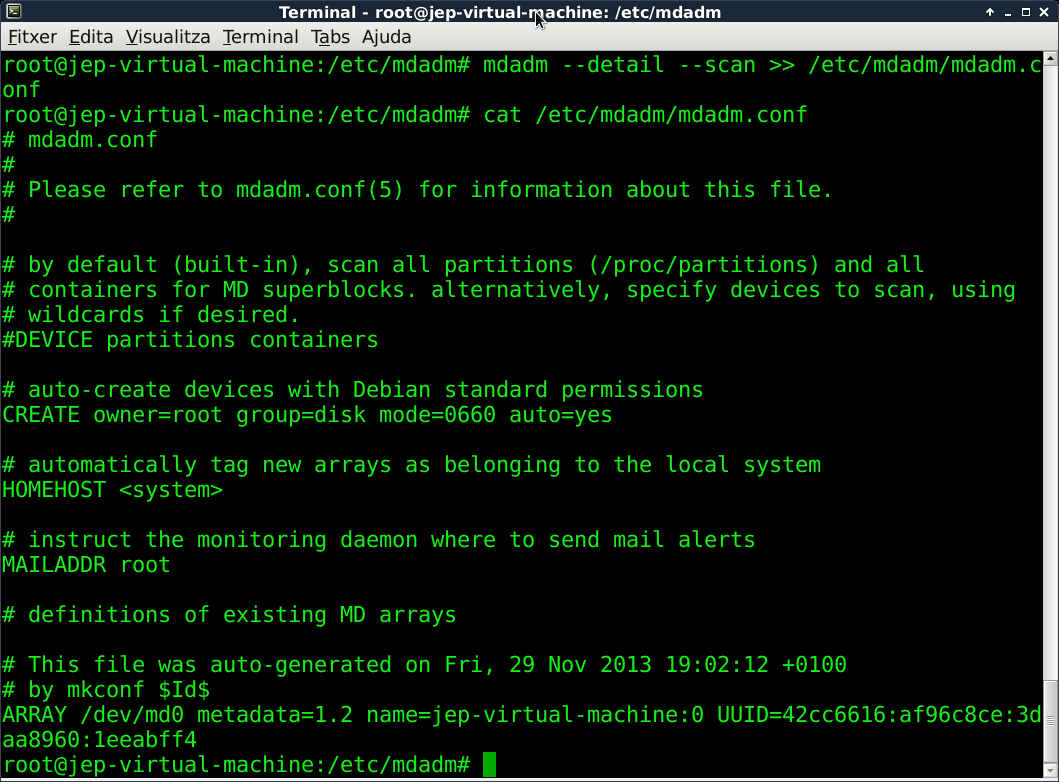 Terminal - root@jep-virtual-machine: /etc/mdadm
Fitxer Edita Visualitza Terminal Tabs Ajuda
root@jep-virtual-machine:/etc/mdadm# mdadm --detail --scan >> /etc/mdadm/mdadm.c
onf
root@jep-virtual-machine:/etc/mdadm# cat /etc/mdadm/mdadm.conf
# mdadm.conf
#
# Please refer to mdadm.conf(5) for information about this file.
#
# by default (built-in), scan all partitions (/proc/partitions) and all
# containers for MD superblocks. alternatively, specify devices to scan, using
# wildcards if desired.
#DEVICE partitions containers
# auto-create devices with Debian standard permissions
CREATE owner=root group=disk mode=0660 auto=yes
# automatically tag new arrays as belonging to the local system
HOMEHOST <system>
# instruct the monitoring daemon where to send mail alerts
MAILADDR root
# definitions of existing MD arrays
# This file was auto-generated on Fri, 29 Nov 2013 19:02:12 +0100
# by mkconf $Id$
ARRAY /dev/md0 metadata=1.2 name=jep-virtual-machine:0 UUID=42cc6616:af96c8ce:3d
aa8960:1eeabff4
root@jep-virtual-machine:/etc/mdadm#